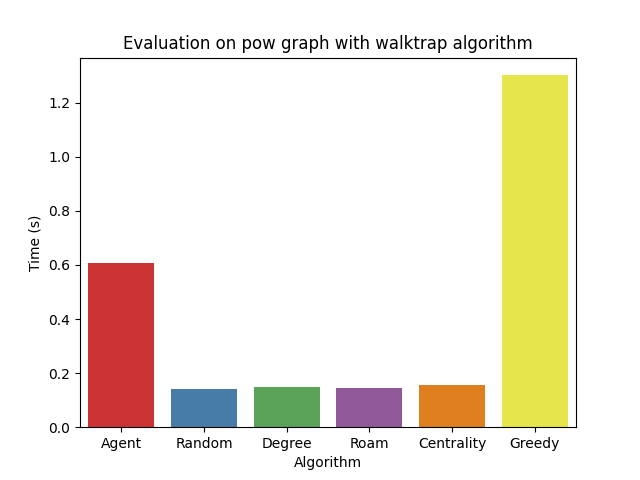 Evaluation on pow graph with walktrap algorithm
Time (s)
1.2
1.0
0.8
0.6
0.4
0.2
0.0
Agent Random Degree Roam Centrality Greedy
Algorithm